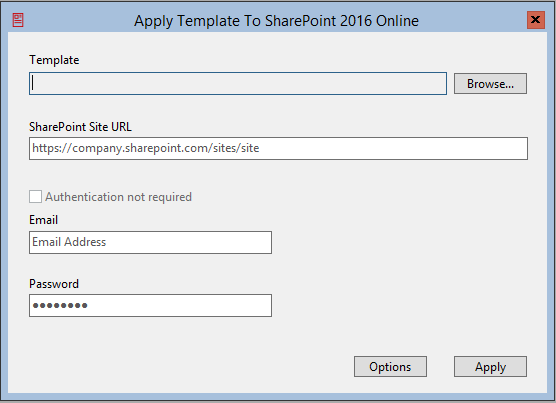 Apply Template To SharePoint 2016 Online
Template
Browse...
SharePoint Site URL
https://company.sharepoint.com/sites/site
Authentication not required
Email
Email Address
Password
●●●●●●●●
Options Apply